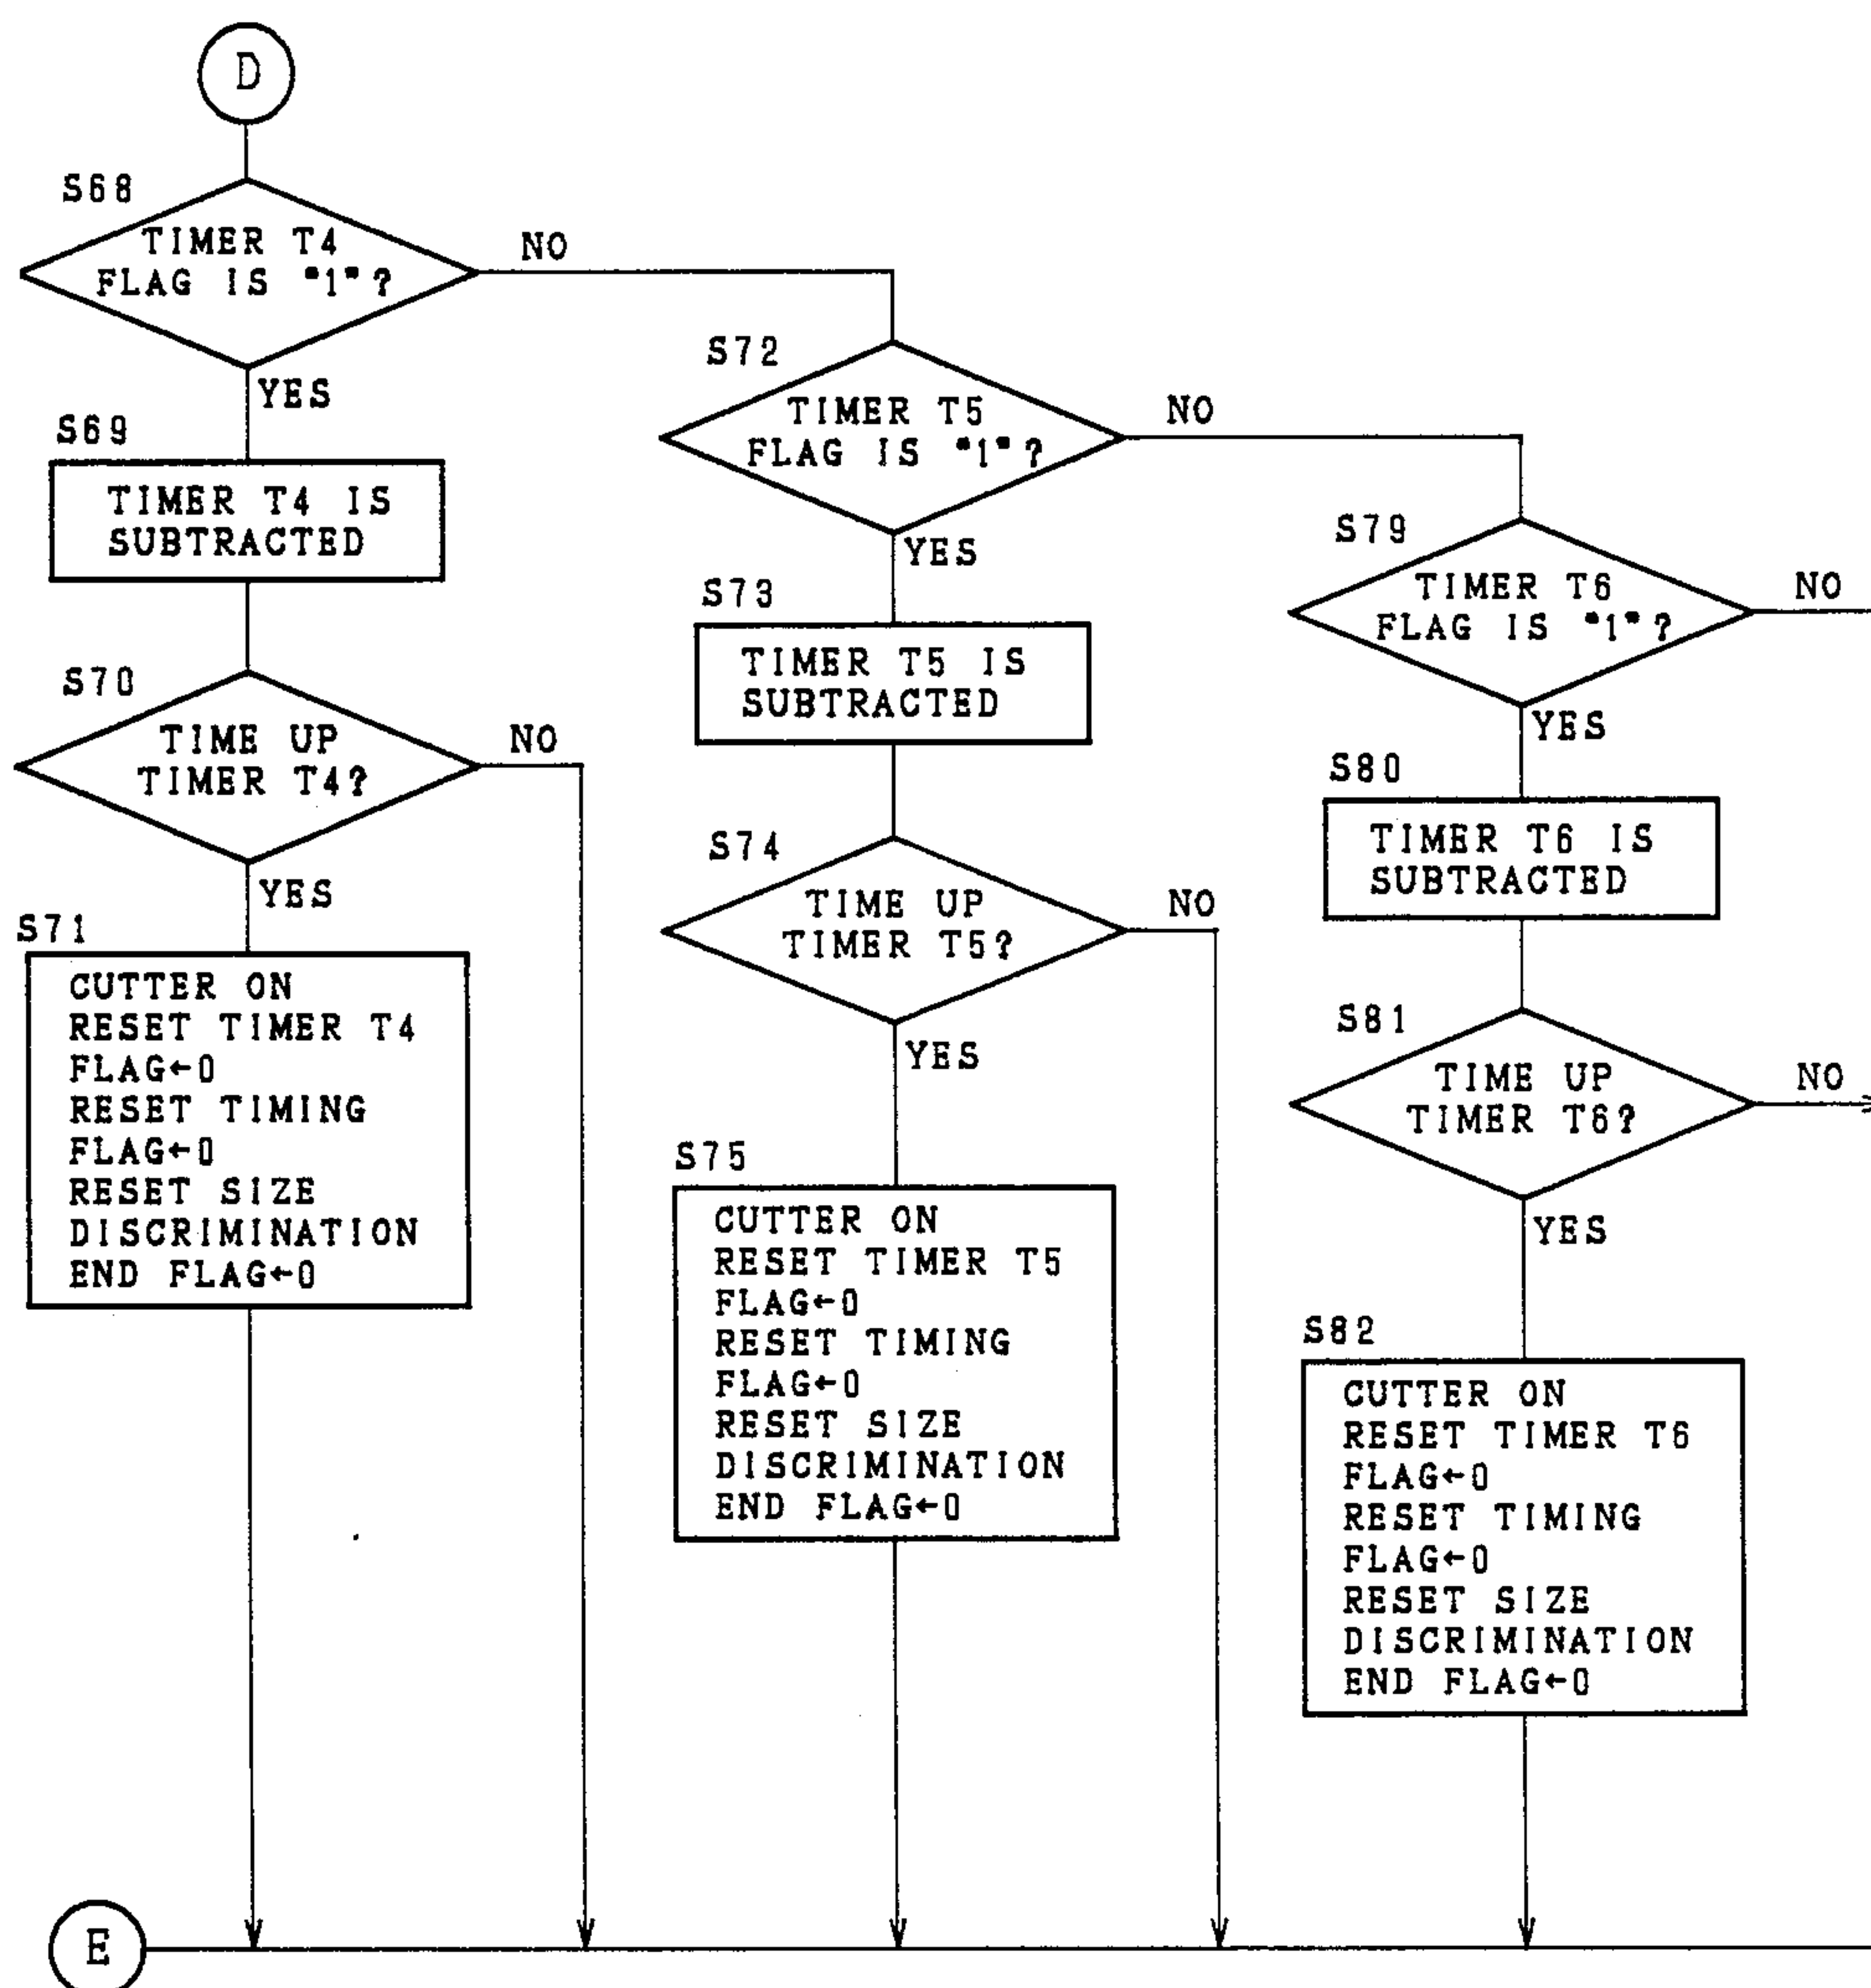 D
S68
TIMER T4
FLAG IS "1"?
NO
YES
S69
TIMER T4 IS
SUBTRACTED
S70
TIME UP
TIMER T4?
NO
YES
S71
CUTTER ON
RESET TIMER T4
FLAG←0
RESET TIMING
FLAG←0
RESET SIZE
DISCRIMINATION
END FLAG←0
S72
TIMER T5
FLAG IS "1"?
NO
YES
S73
TIMER T5 IS
SUBTRACTED
S74
TIME UP
TIMER T5?
NO
YES
S75
CUTTER ON
RESET TIMER T5
FLAG←0
RESET TIMING
FLAG←0
RESET SIZE
DISCRIMINATION
END FLAG←0
S79
TIMER T6
FLAG IS "1"?
NO
YES
S80
TIMER T6 IS
SUBTRACTED
S81
TIME UP
TIMER T6?
NO
YES
S82
CUTTER ON
RESET TIMER T6
FLAG←0
RESET TIMING
FLAG←0
RESET SIZE
DISCRIMINATION
END FLAG←0
E